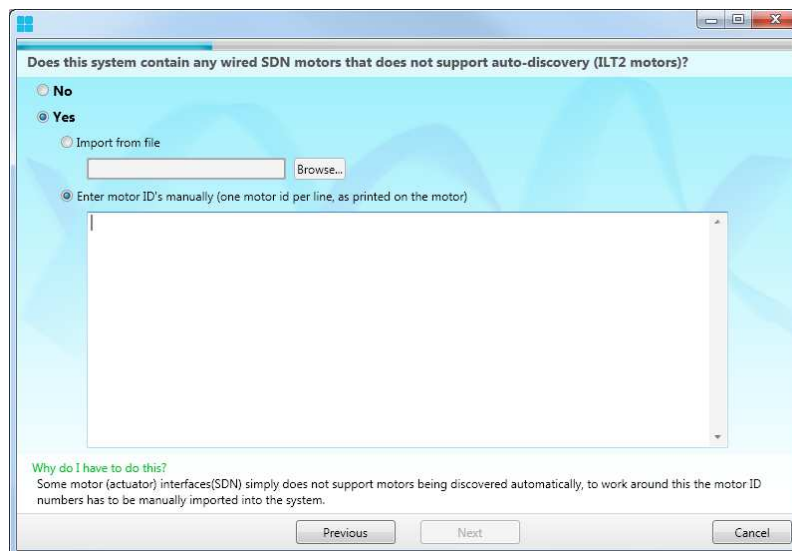 Does this system contain any wired SDN motors that does not support auto-discovery (ILT2 motors)?
No
Yes
Import from file
Browse...
Enter motor ID's manually (one motor id per line, as printed on the motor)
Why do I have to do this?
Some motor (actuator) interfaces(SDN) simply does not support motors being discovered automatically, to work around this the motor ID
numbers has to be manually imported into the system.
Previous
Next
Cancel